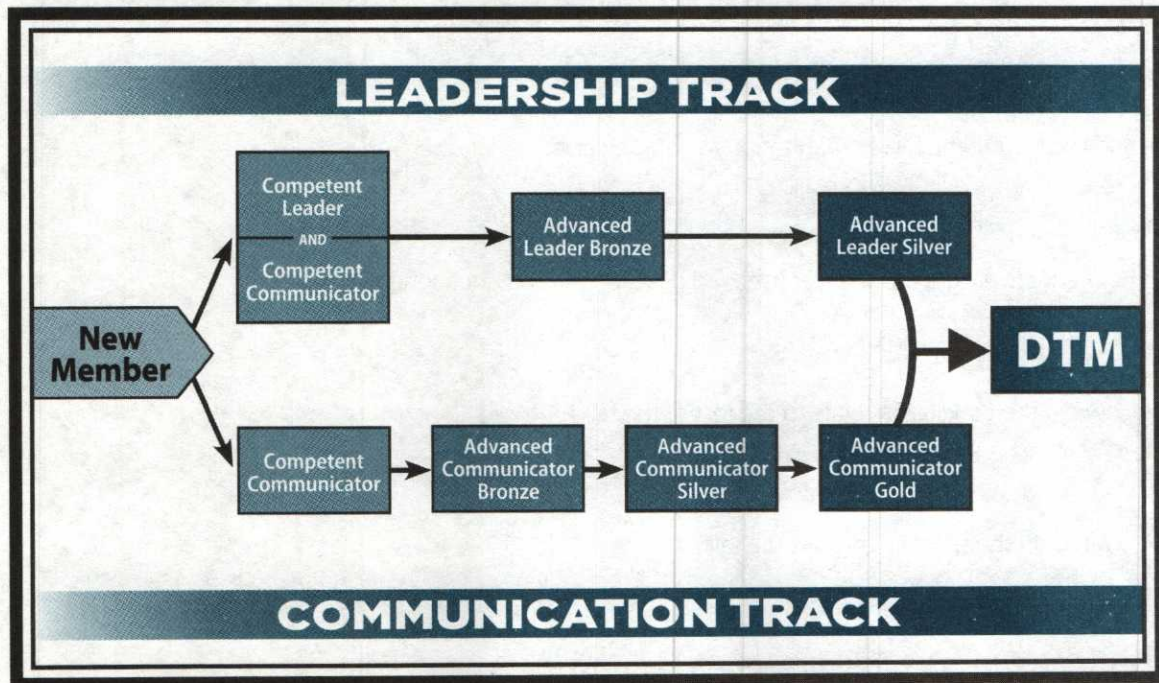 LEADERSHIP TRACK
Competent
Leader
AND
Competent
Communicator
Advanced
Leader Bronze
Advanced
Leader Silver
New
Member
DTM
Competent
Communicator
Advanced
Communicator
Bronze
Advanced
Communicator
Silver
Advanced
Communicator
Gold
COMMUNICATION TRACK